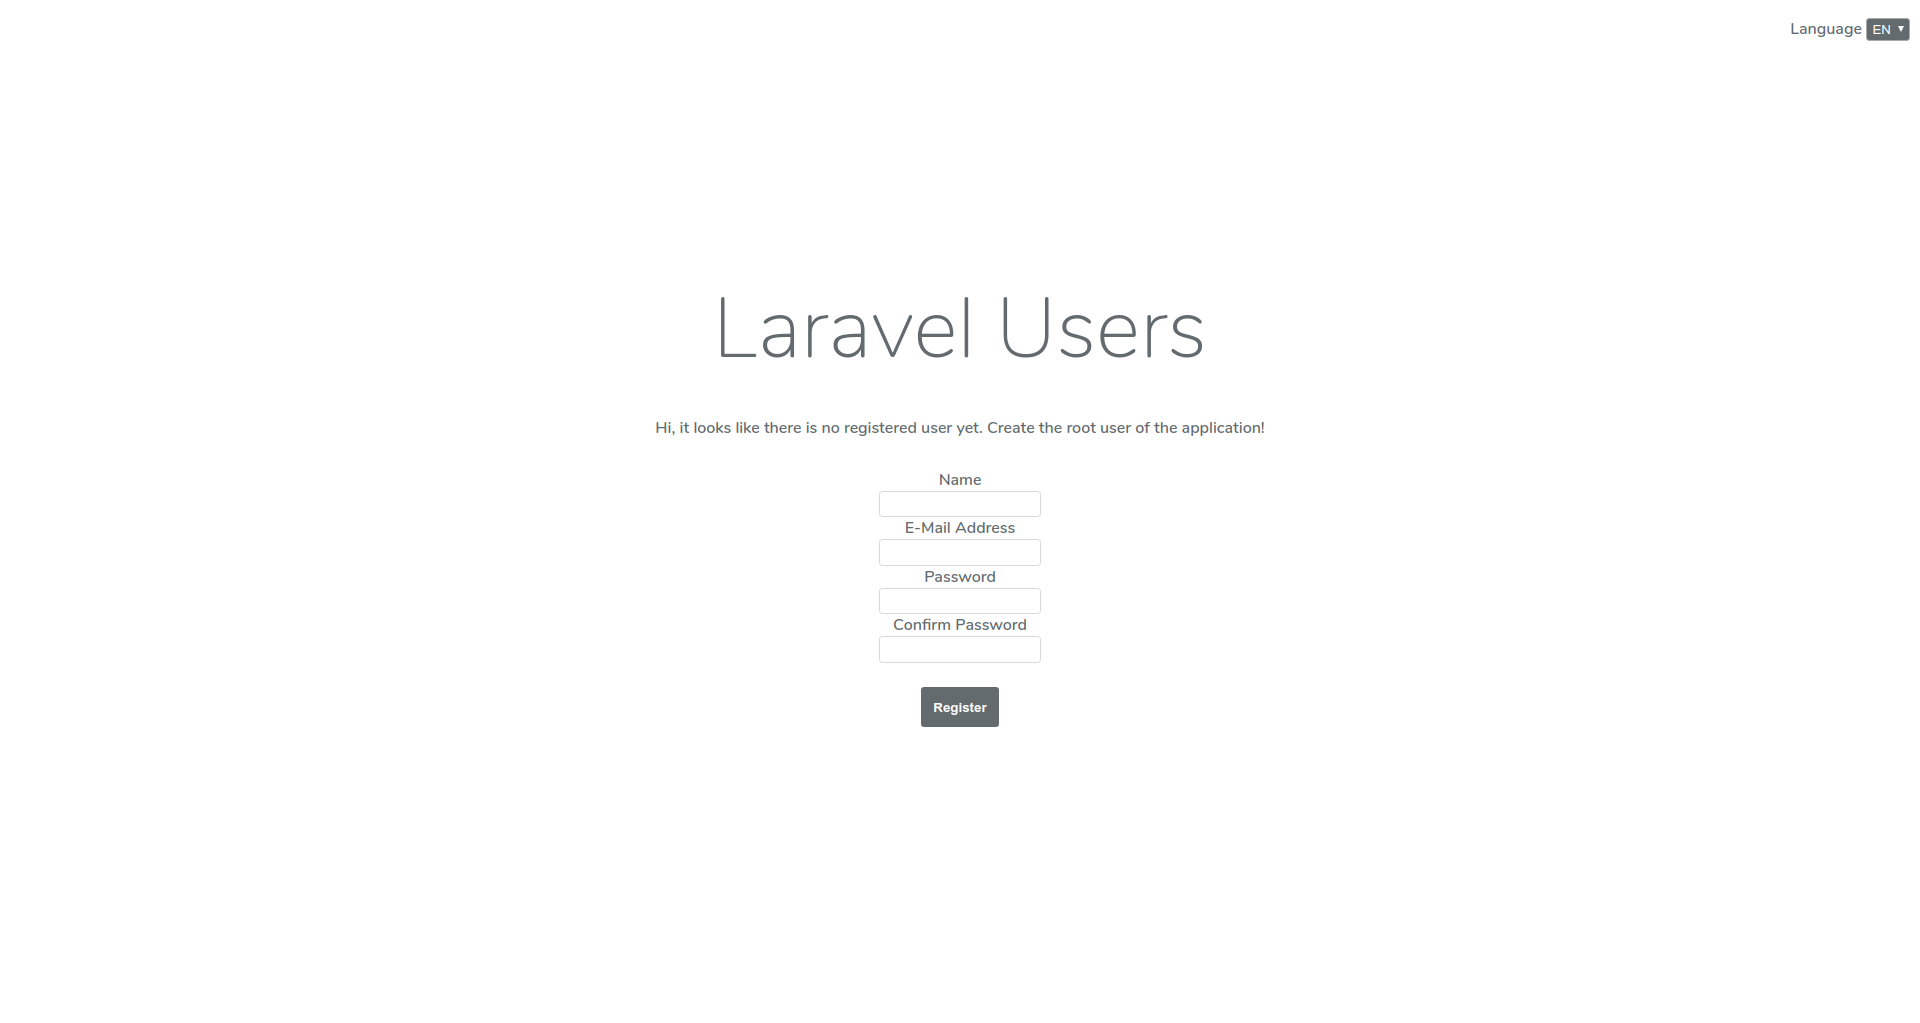 Language EN
Laravel Users
Hi, it looks like there is no registered user yet. Create the root user of the application!
Name
E-Mail Address
Password
Confirm Password
Register